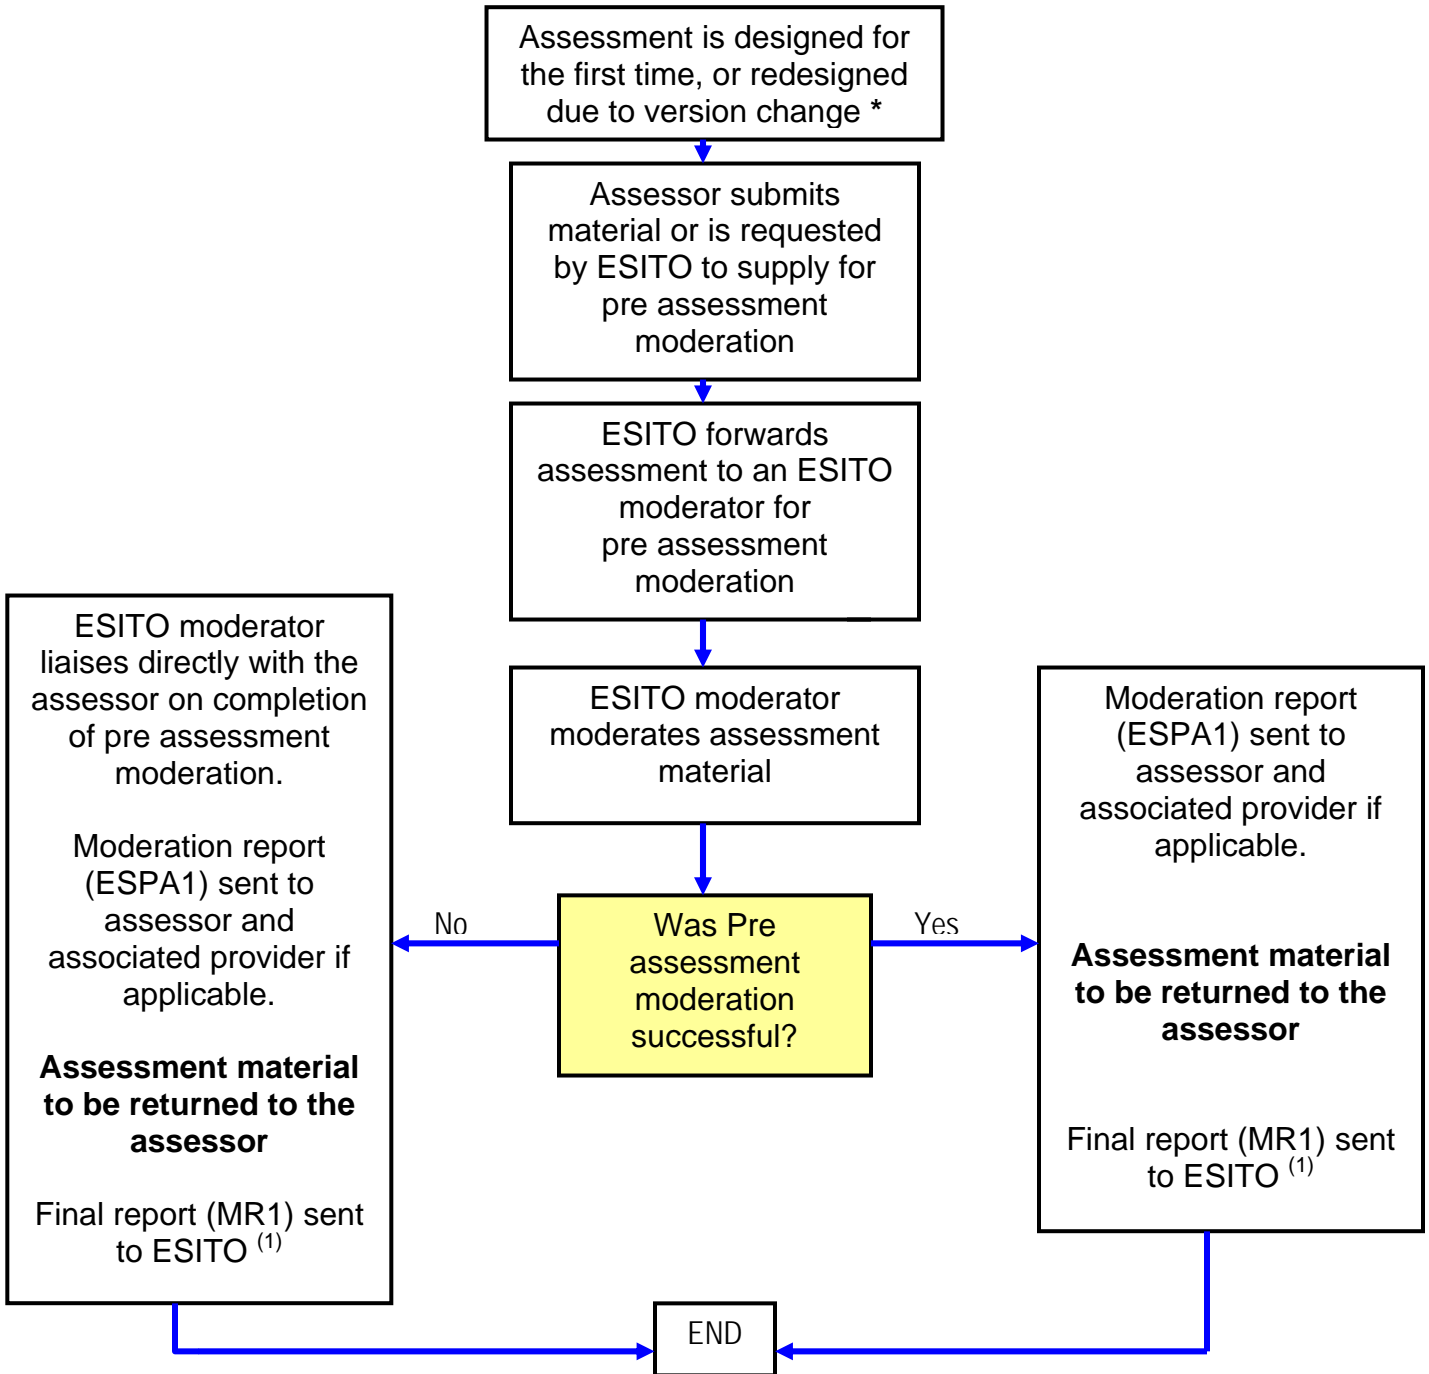 Assessment is designed for
the first time, or redesigned
due to version change *
Assessor submits
material or is requested
by ESITO to supply for
pre assessment
moderation
ESITO forwards
assessment to an ESITO
moderator for
pre assessment
moderation
ESITO moderator
moderates assessment
material
Was Pre
assessment
moderation
successful?
No
Yes
ESITO moderator
liaises directly with the
assessor on completion
of pre assessment
moderation.
Moderation report
(ESPA1) sent to
assessor and
associated provider if
applicable.
Assessment material
to be returned to the
assessor
Final report (MR1) sent
to ESITO (1)
Moderation report
(ESPA1) sent to
assessor and
associated provider if
applicable.
Assessment material
to be returned to the
assessor
Final report (MR1) sent
to ESITO (1)
END